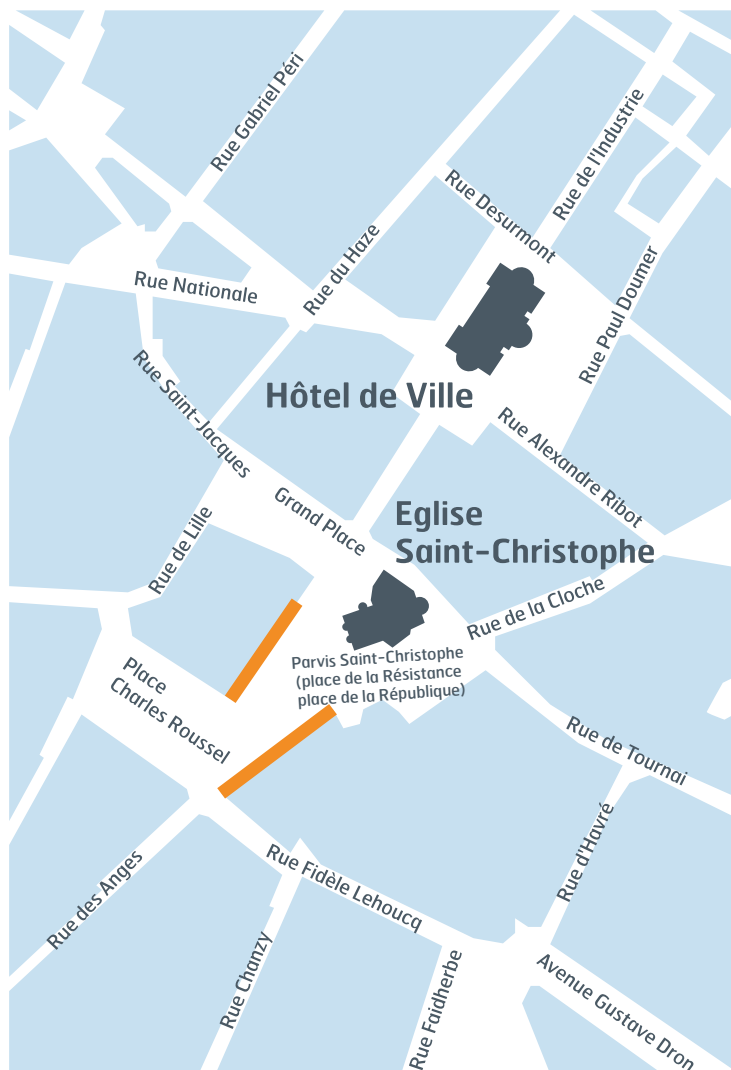 Rue Gabriel Péri
Rue de l'Industrie
Rue Desurmont
Rue du Haze
Rue Nationale
Rue Paul Doumer
Rue Saint-Jacques
Hôtel de Ville
Rue Alexandre Ribot
Grand Place
Eglise
Saint-Christophe
Rue de Lille
Rue de la Cloche
Parvis Saint-Christophe
(place de la Résistance
place de la République)
Place
Charles Roussel
Rue de Tournai
Rue d'Havré
Rue Fidèle Lehoucq
Rue des Anges
Rue Chanzy
Rue Faidherbe
Avenue Gustave Dron